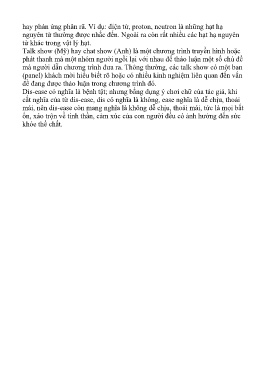 hay phản ứng phân rã. Ví dụ: điện tử, proton, neutron là những hạt hạ
nguyên tử thường được nhắc đến. Ngoài ra còn rất nhiều các hạt hạ nguyên
tử khác trong vật lý hạt.
Talk show (Mỹ) hay chat show (Anh) là một chương trình truyền hình hoặc
phát thanh mà một nhóm người ngồi lại với nhau để thảo luận một số chủ đề
mà người dẫn chương trình đưa ra. Thông thường, các talk show có một ban
(panel) khách mời hiểu biết rõ hoặc có nhiều kinh nghiệm liên quan đến vấn
đề đang được thảo luận trong chương trình đó.
Dis-ease có nghĩa là bệnh tật; nhưng bằng dụng ý chơi chữ của tác giả, khi
cắt nghĩa của từ dis-ease, dis có nghĩa là không, ease nghĩa là dễ chịu, thoải
mái, nên dis-ease còn mang nghĩa là không dễ chịu, thoải mái, tức là mọi bất
ổn, xáo trộn về tinh thần, cảm xúc của con người đều có ảnh hưởng đến sức
khỏe thể chất.